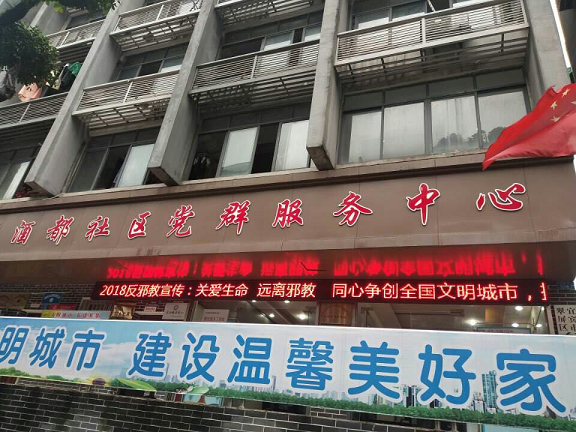 酒都社区党群服务中心
2018反邪教宣传：关爱生命 远离邪教 同心争创全国文明城市，
明城市 建设温馨美好家